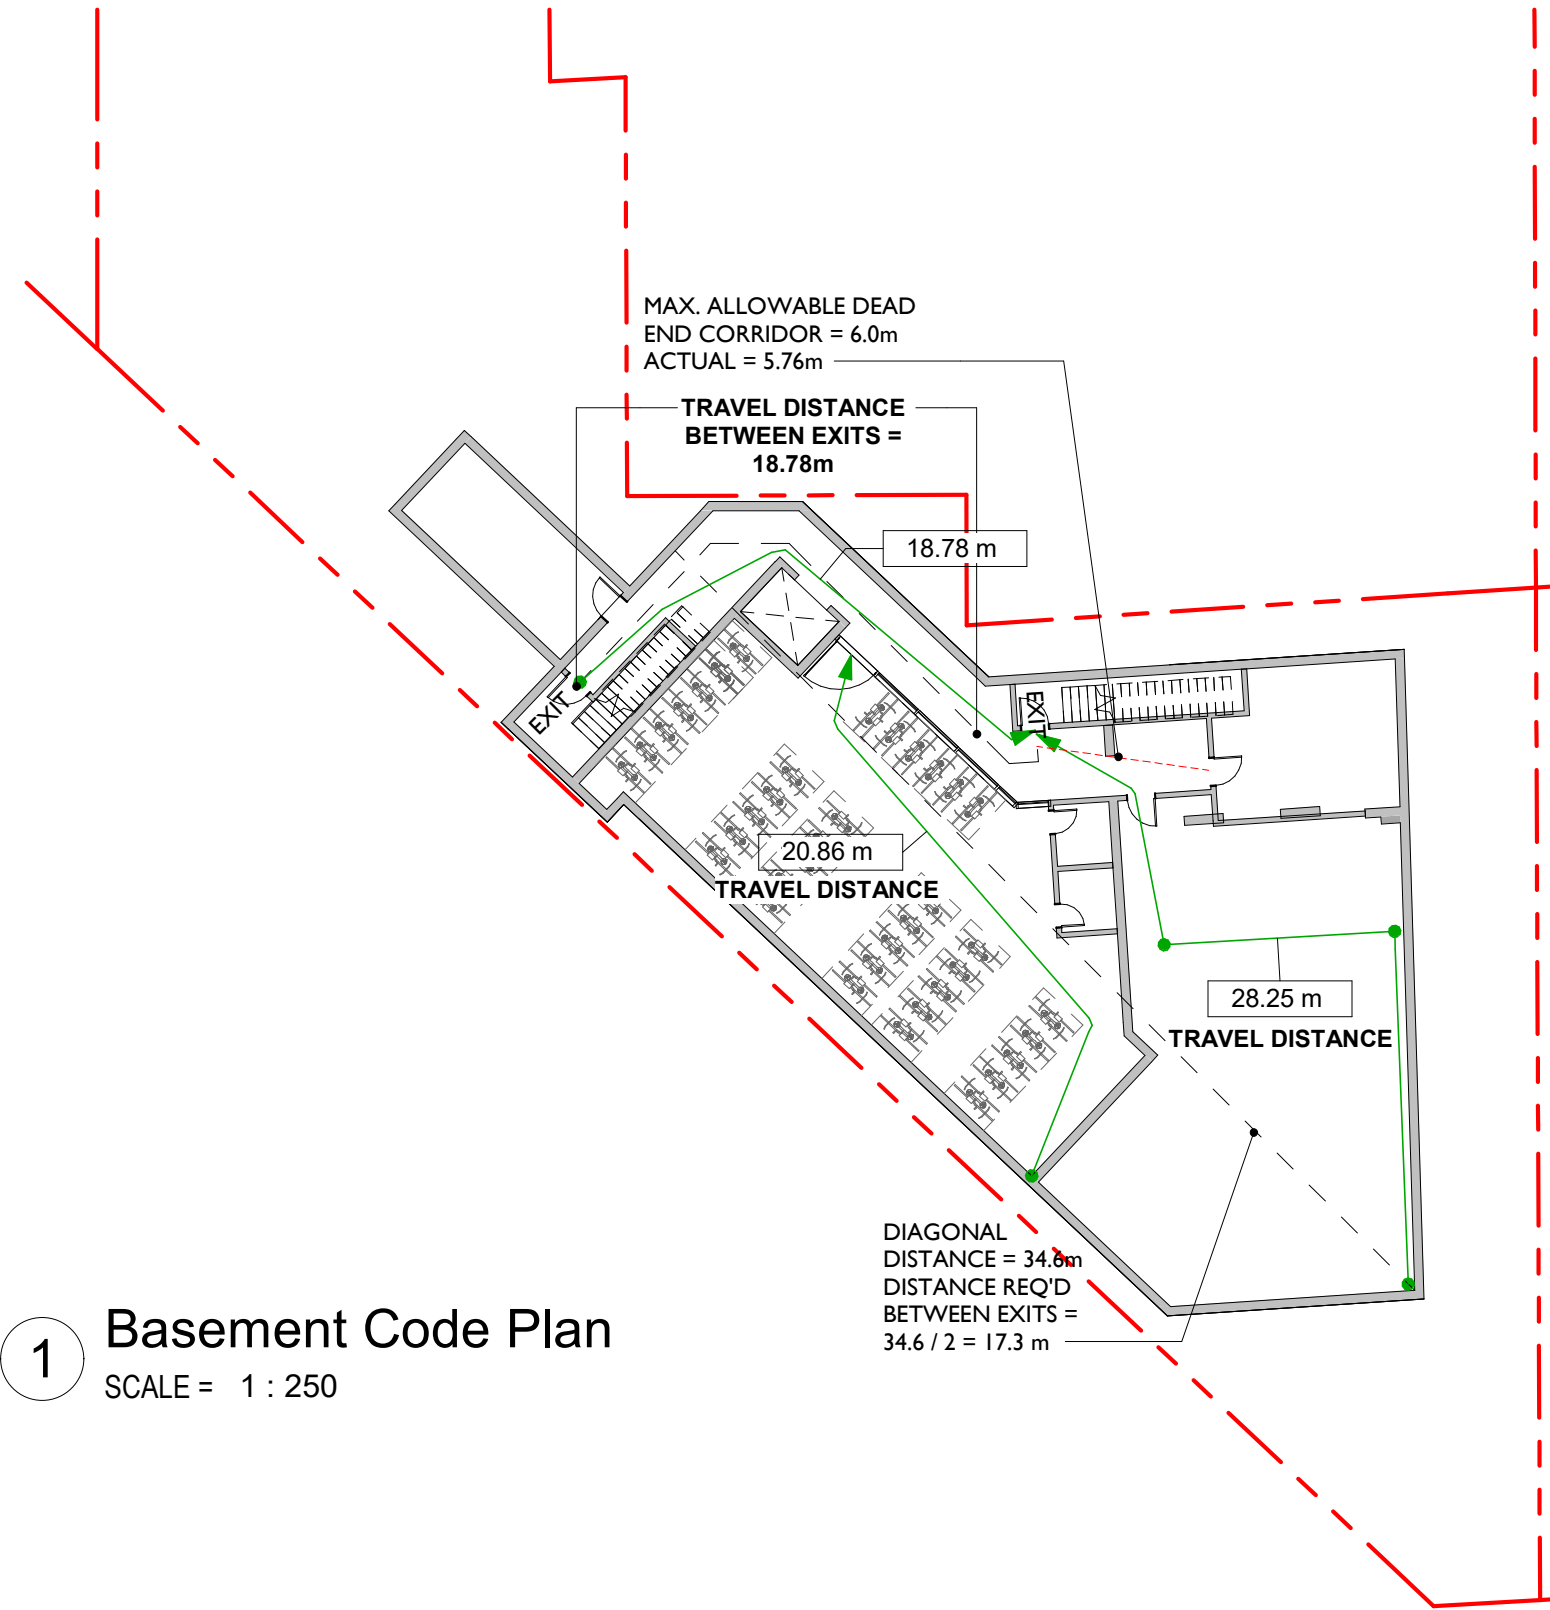 MAX. ALLOWABLE DEAD
END CORRIDOR = 6.0m
ACTUAL = 5.76m
TRAVEL DISTANCE
BETWEEN EXITS =
18.78m
18.78 m
EXIT
EXIT
20.86 m
TRAVEL DISTANCE
28.25 m
TRAVEL DISTANCE
DIAGONAL
DISTANCE = 34.6m
DISTANCE REQ'D
BETWEEN EXITS =
34.6 / 2 = 17.3 m
1
Basement Code Plan
SCALE = 1 : 250